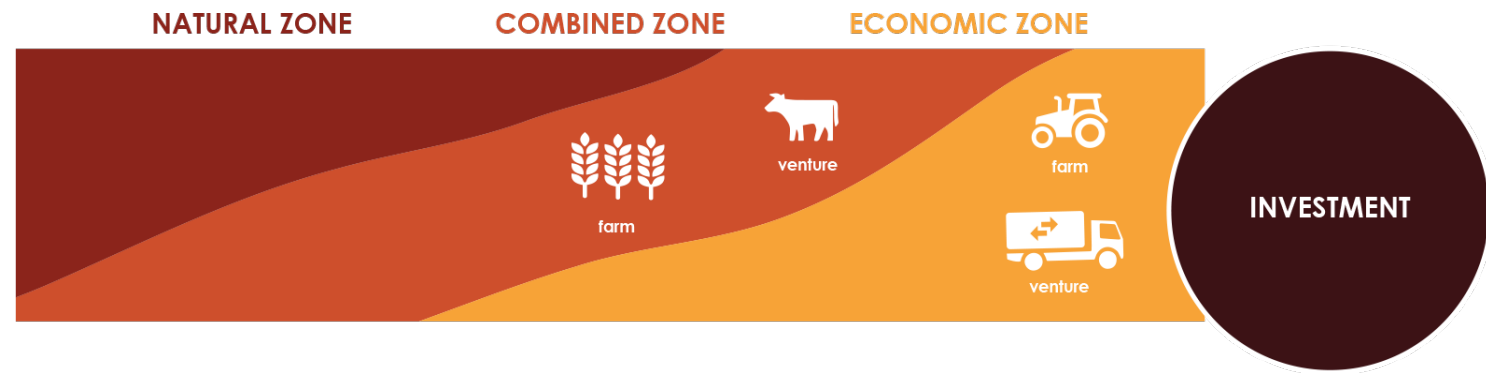 NATURAL ZONE
COMBINED ZONE
ECONOMIC ZONE
venture
farm
INVESTMENT
farm
venture